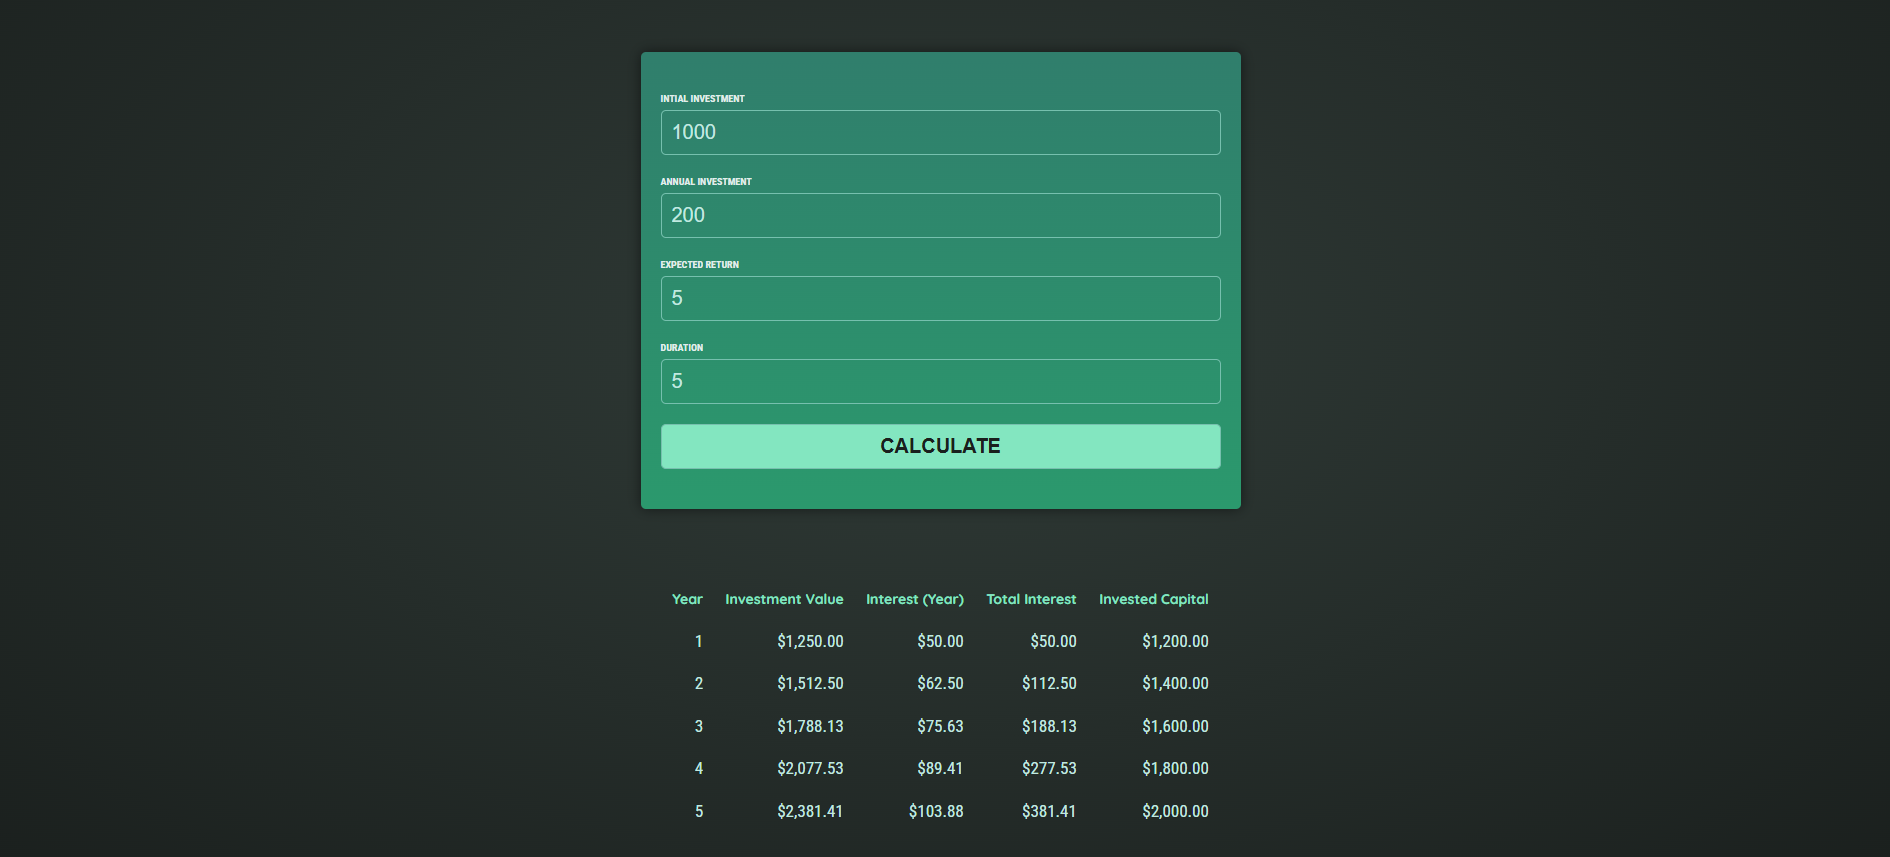 INTIAL INVESTMENT
1000
ANNUAL INVESTMENT
200
EXPECTED RETURN
5
DURATION
5
CALCULATE
Year Investment Value Interest (Year) Total Interest Invested Capital
1 $1,250.00 $50.00 $50.00 $1,200.00
2 $1,512.50 $62.50 $112.50 $1,400.00
3 $1,788.13 $75.63 $188.13 $1,600.00
4 $2,077.53 $89.41 $277.53 $1,800.00
5 $2,381.41 $103.88 $381.41 $2,000.00